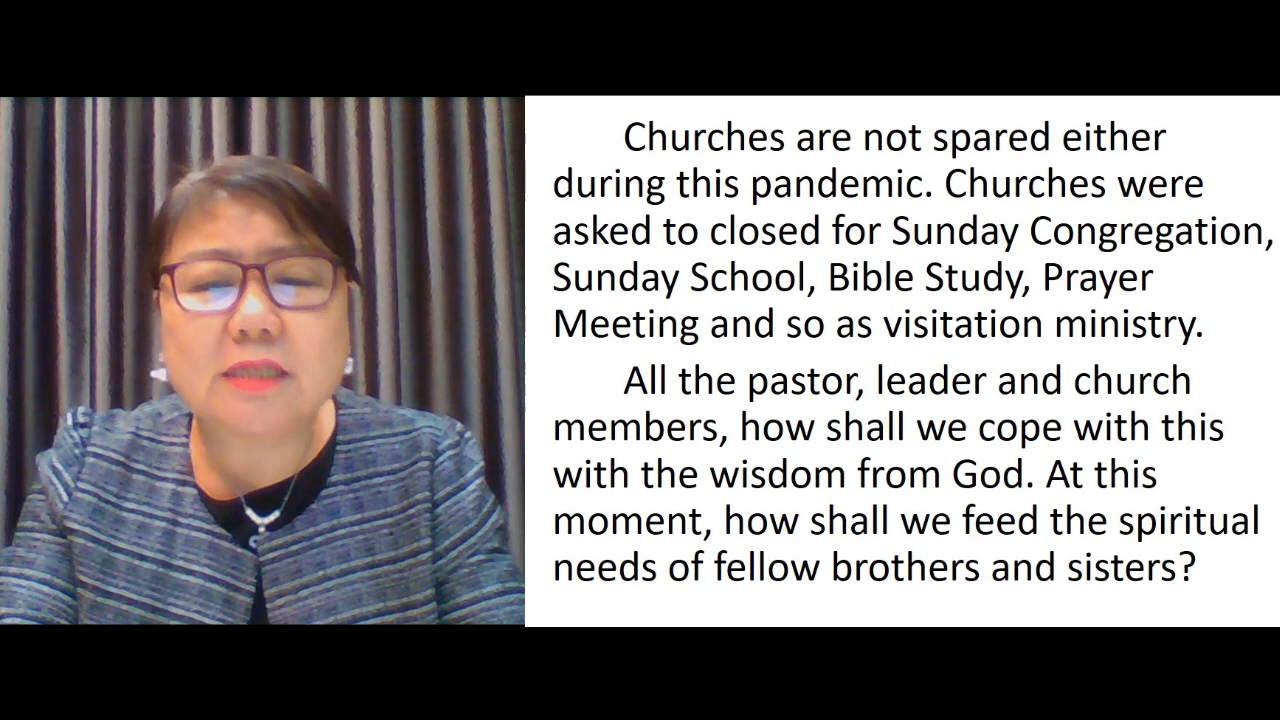 Churches are not spared either
during this pandemic. Churches were
asked to closed for Sunday Congregation,
Sunday School, Bible Study, Prayer
Meeting and so as visitation ministry.
All the pastor, leader and church
members, how shall we cope with this
with the wisdom from God. At this
moment, how shall we feed the spiritual
needs of fellow brothers and sisters?